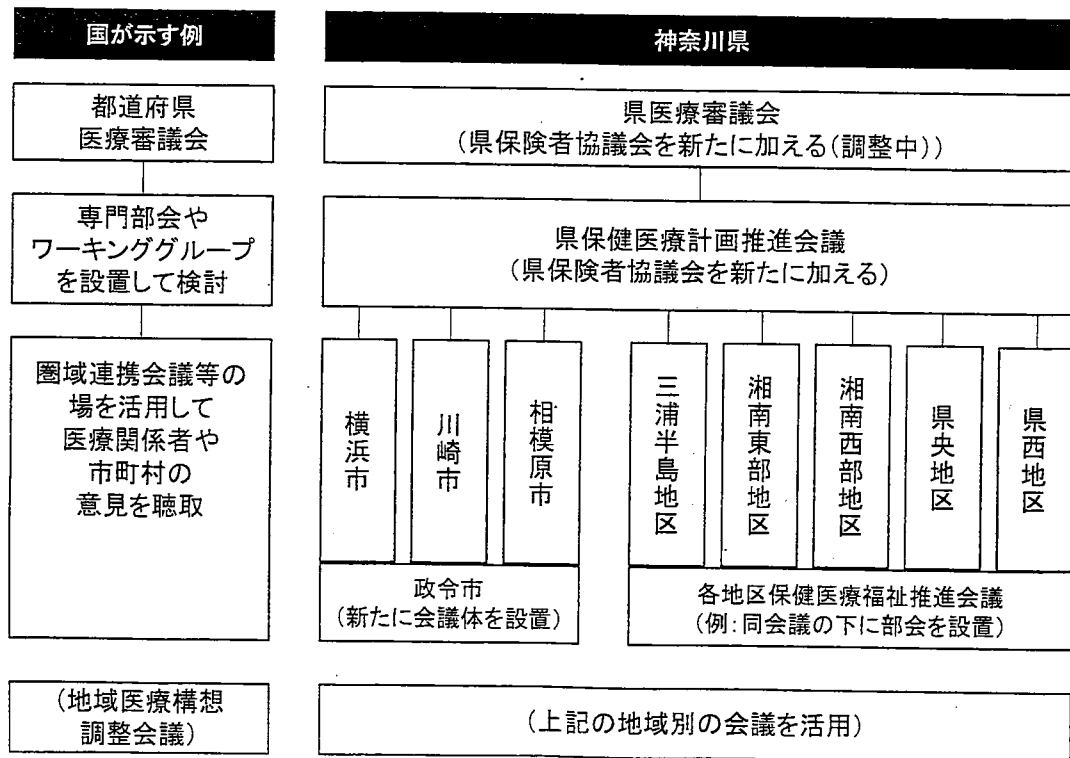 国が示す例
神奈川県
都道府県
医療審議会
県医療審議会
(県保険者協議会を新たに加える(調整中))
専門部会や
ワーキンググループ
を設置して検討
県保健医療計画推進会議
(県保険者協議会を新たに加える)
圏域連携会議等の
場を活用して
医療関係者や
市町村の
意見を聴取
横浜市
川崎市
相模原市
三浦半島地区
湘南東部地区
湘南西部地区
県央地区
県西地区
政令市
(新たに会議体を設置)
各地区保健医療福祉推進会議
(例:同会議の下に部会を設置)
(地域医療構想
調整会議)
(上記の地域別の会議を活用)